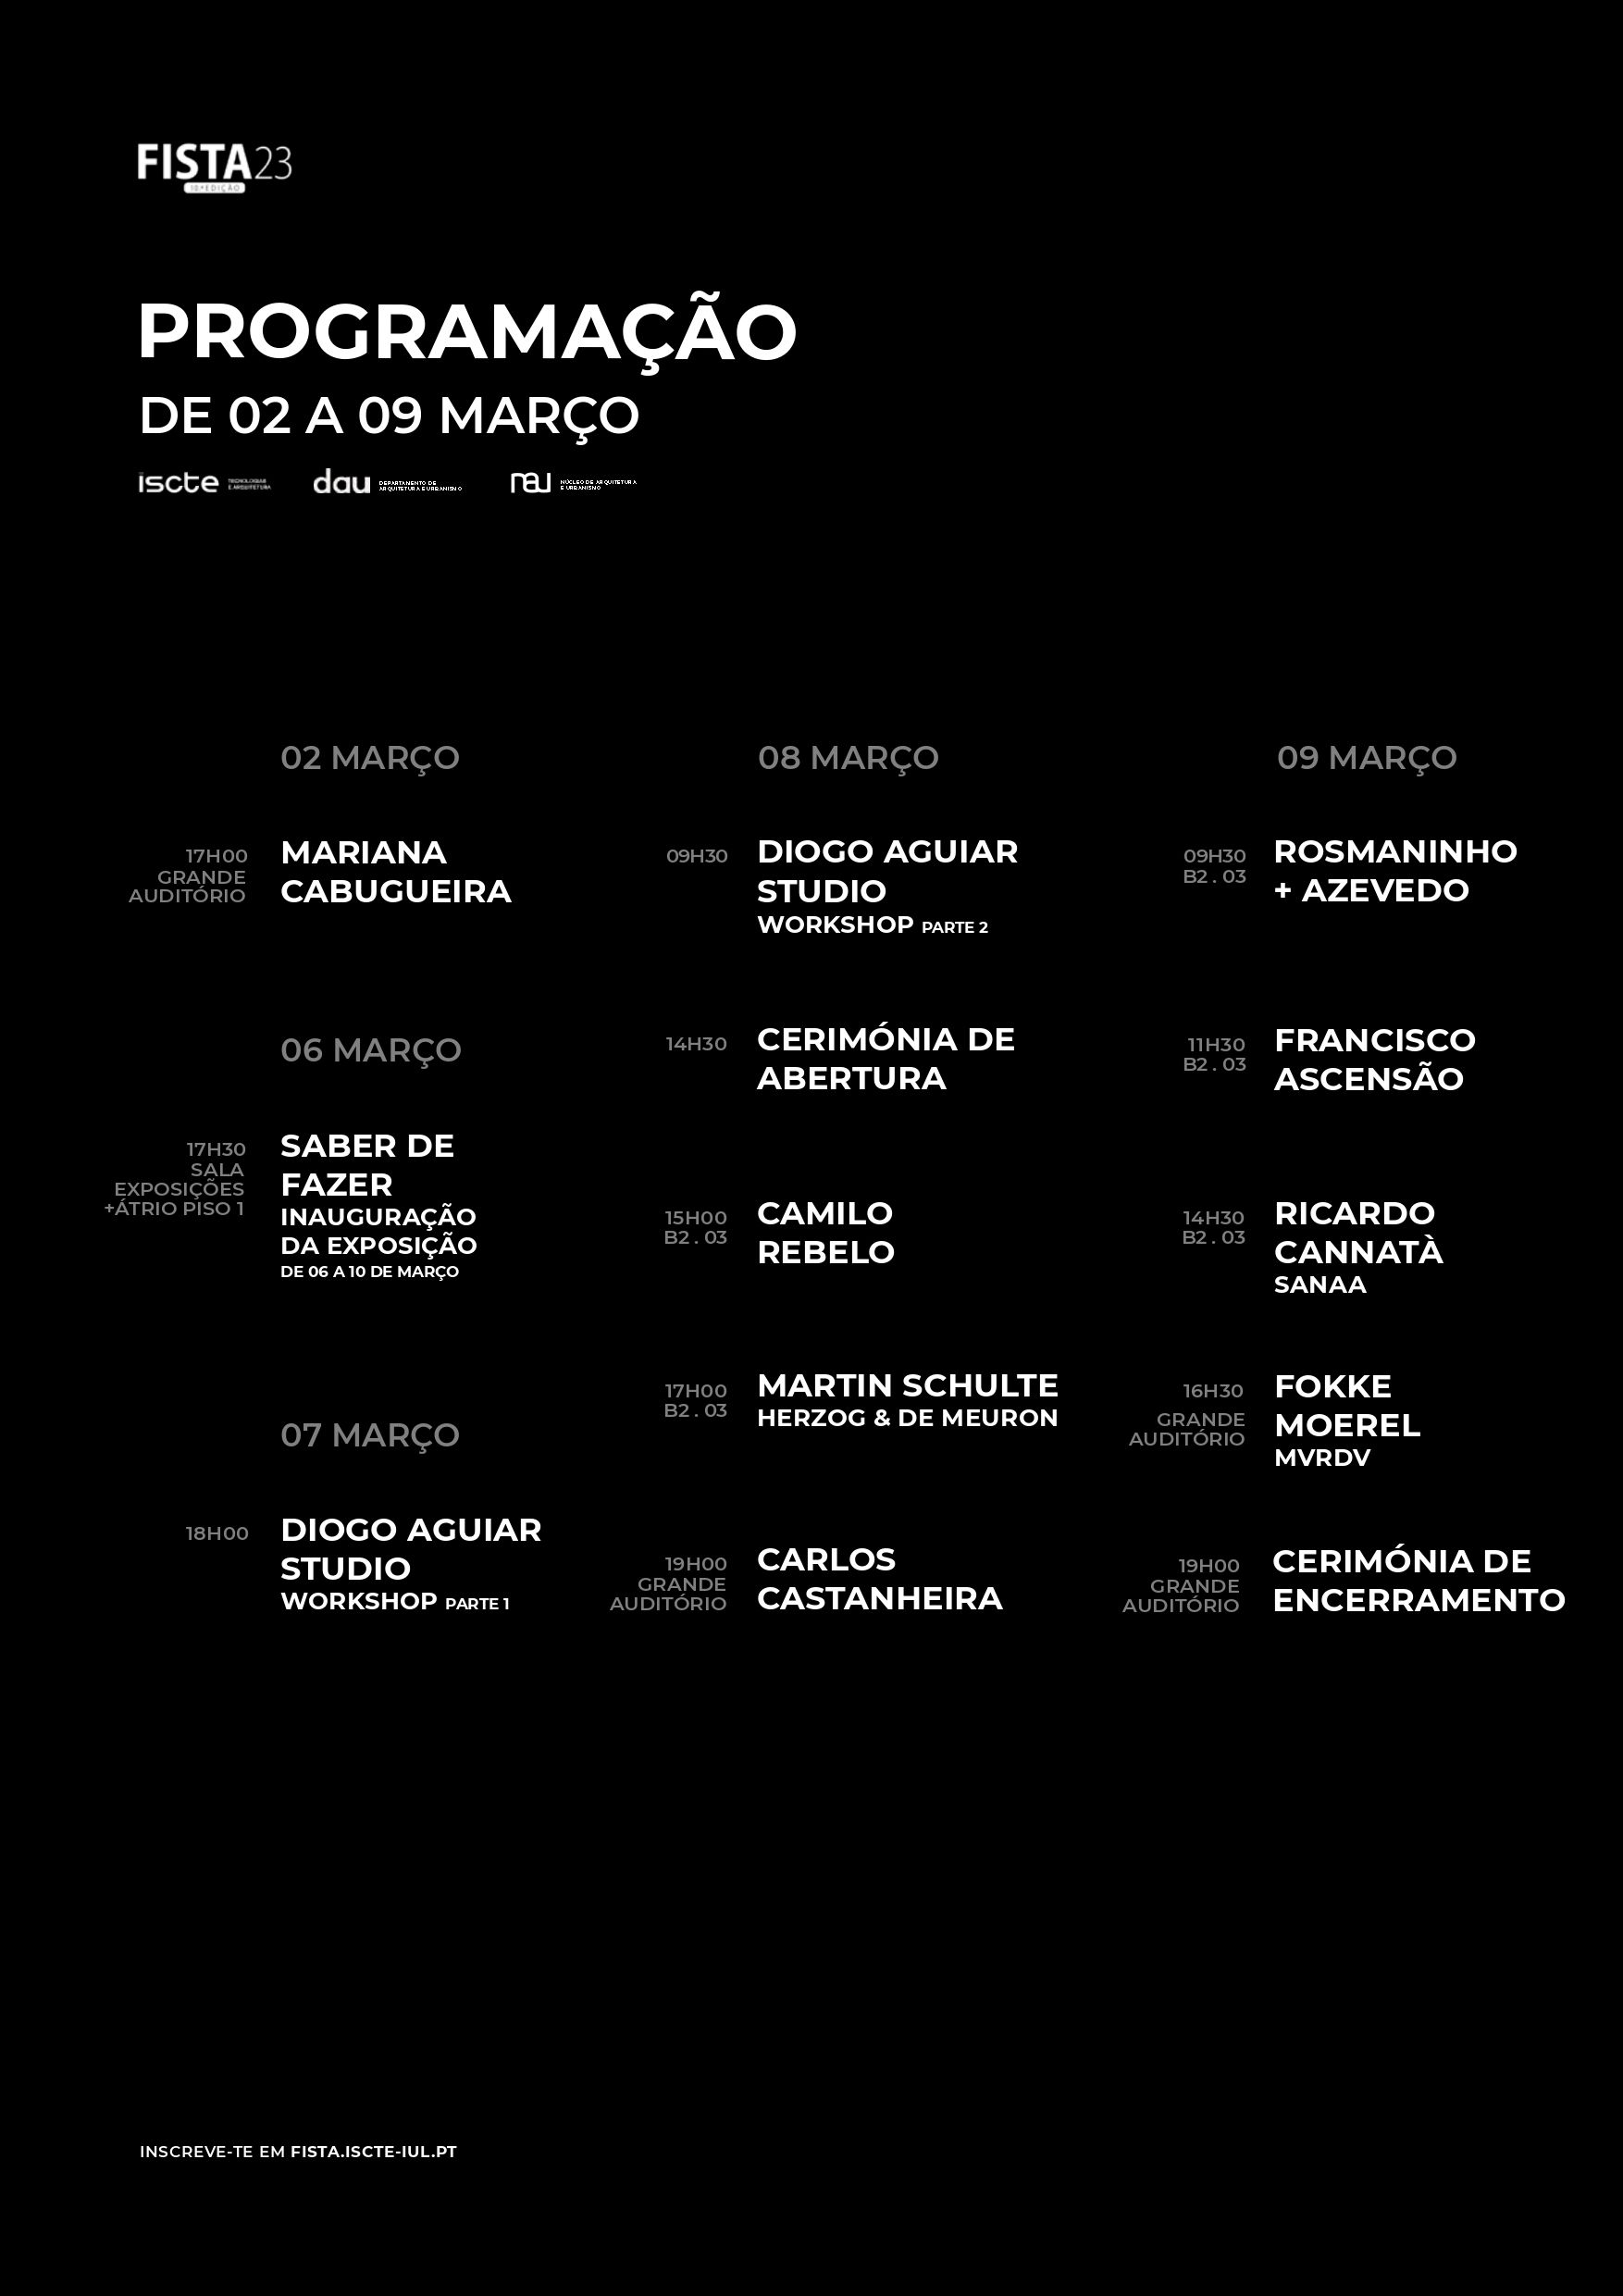 FISTA23
10ª EDIÇÃO
PROGRAMAÇÃO
DE 02 A 09 MARÇO
iscte
TECNOLOGIAS
E ARQUITETURA
dau
DEPARTAMENTO DE
ARQUITETURA E URBANISMO
nau
NÚCLEO DE ARQUITETURA
E URBANISMO
02 MARÇO
17H00
GRANDE
AUDITÓRIO
MARIANA
CABUGUEIRA
06 MARÇO
17H30
SALA
EXPOSIÇÕES
+ÁTRIO PISO 1
SABER DE
FAZER
INAUGURAÇÃO
DA EXPOSIÇÃO
DE 06 A 10 DE MARÇO
07 MARÇO
18H00
DIOGO AGUIAR
STUDIO
WORKSHOP PARTE 1
08 MARÇO
09H30
DIOGO AGUIAR
STUDIO
WORKSHOP PARTE 2
14H30
CERIMÓNIA DE
ABERTURA
15H00
B2 . 03
CAMILO
REBELO
17H00
B2 . 03
MARTIN SCHULTE
HERZOG & DE MEURON
19H00
GRANDE
AUDITÓRIO
CARLOS
CASTANHEIRA
09 MARÇO
09H30
B2 . 03
ROSMANINHO
+ AZEVEDO
11H30
B2 . 03
FRANCISCO
ASCENSÃO
14H30
B2 . 03
RICARDO
CANNATÀ
SANAA
16H30
GRANDE
AUDITÓRIO
FOKKE
MOEREL
MVRDV
19H00
GRANDE
AUDITÓRIO
CERIMÓNIA DE
ENCERRAMENTO
INSCREVE-TE EM FISTA.ISCTE-IUL.PT